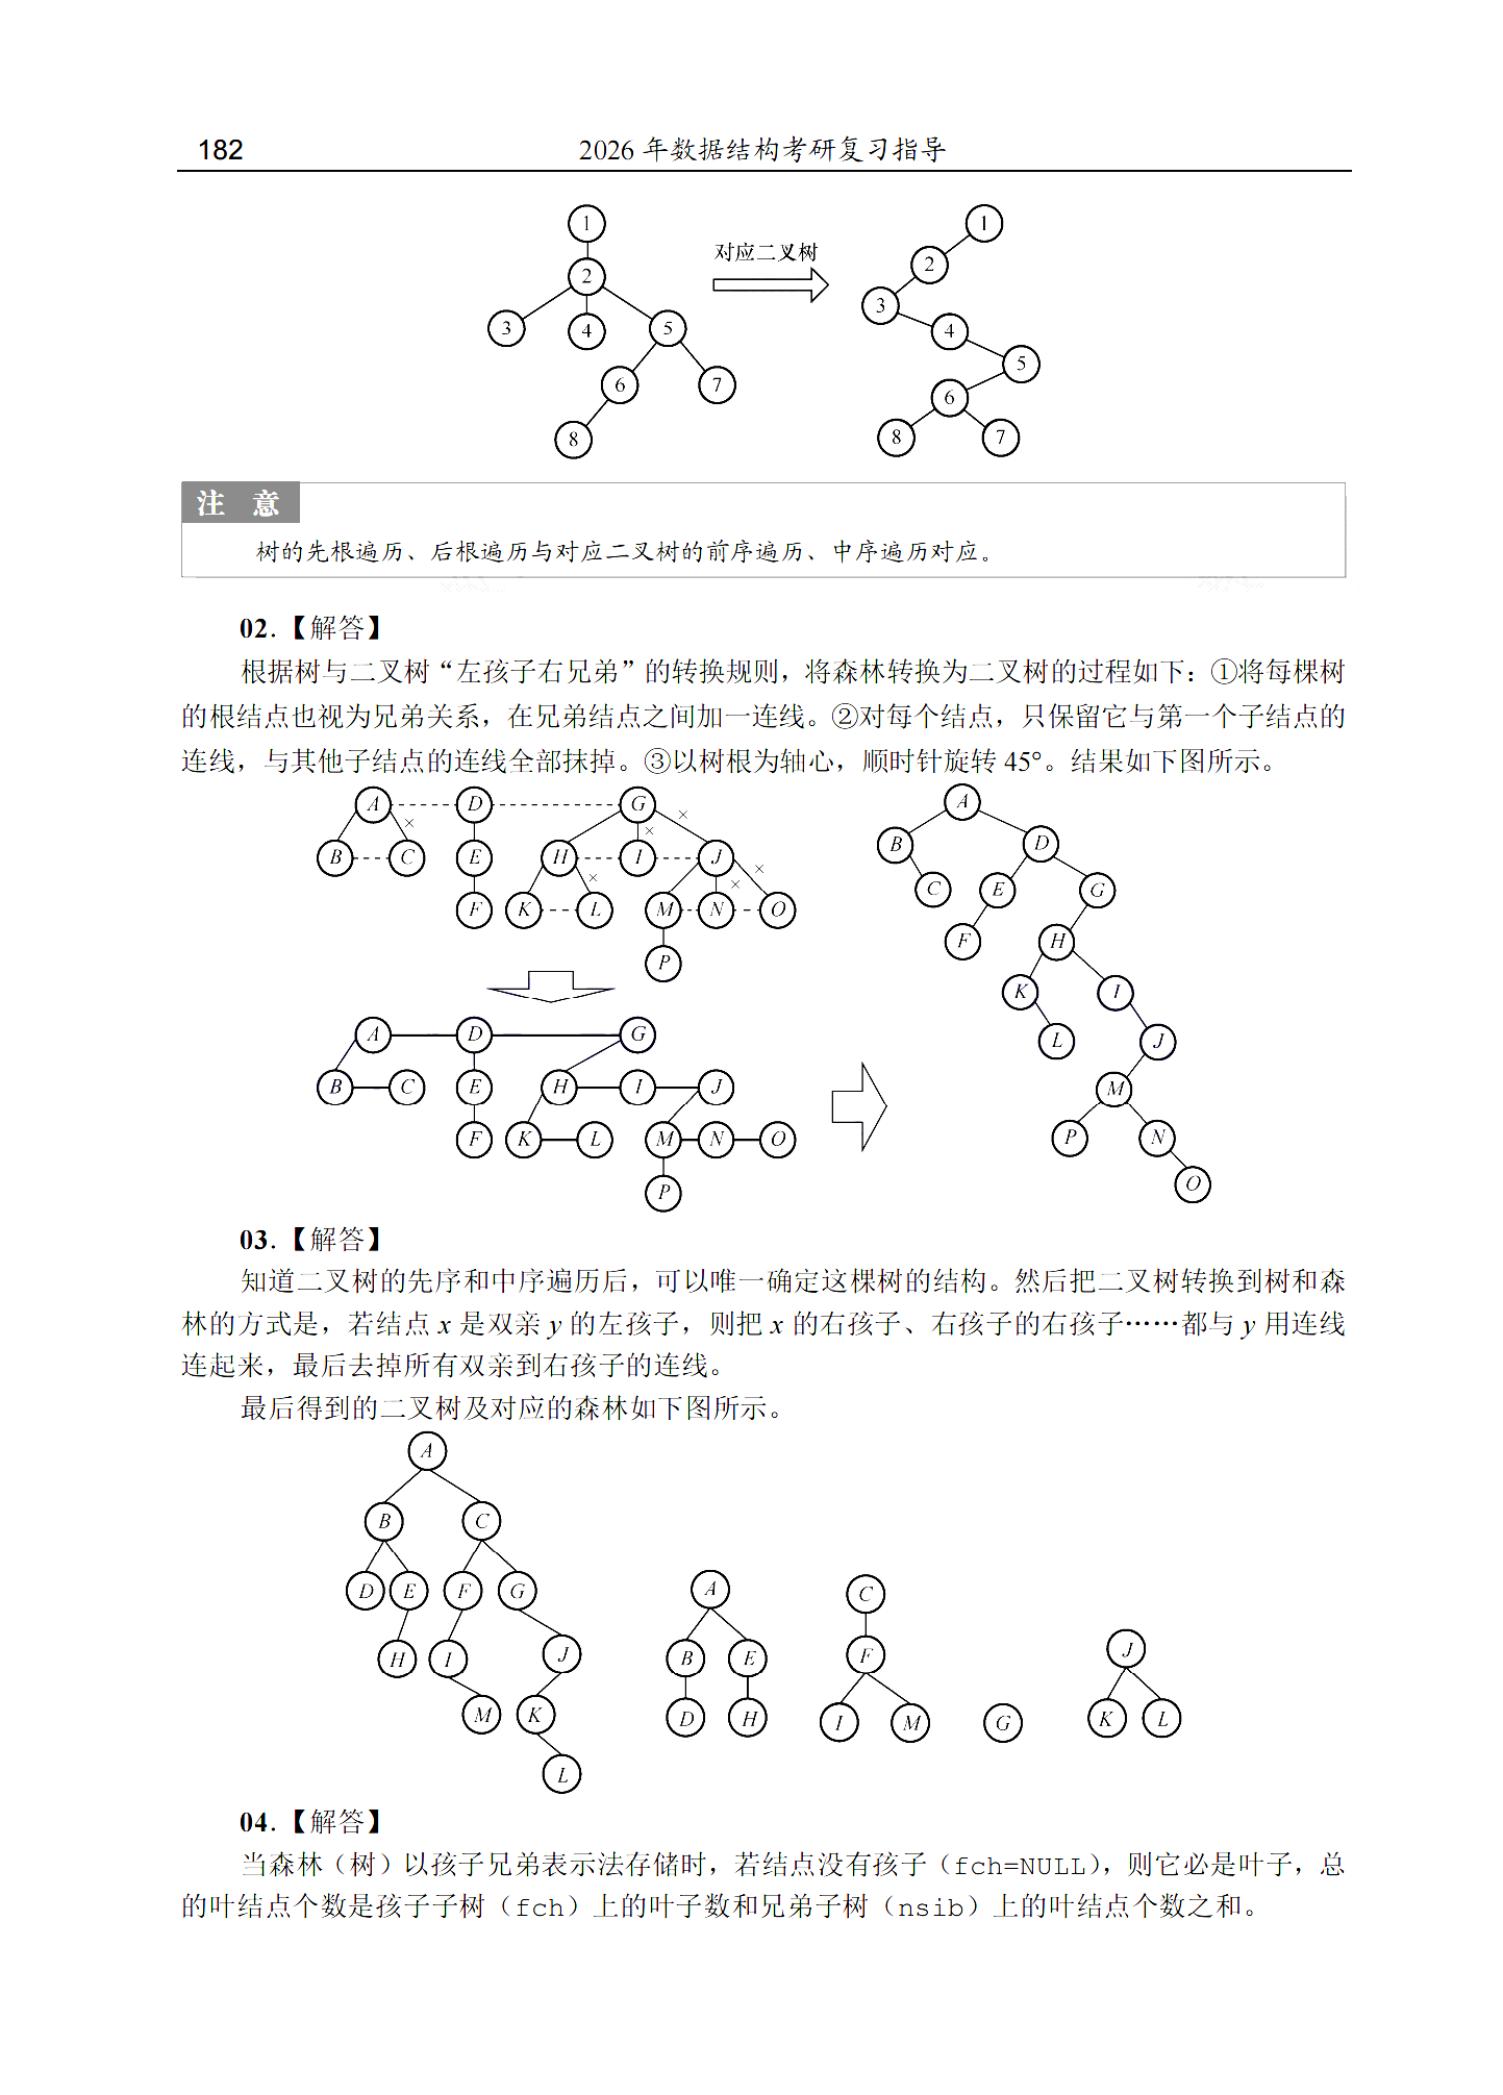 182
2026 年数据结构考研复习指导
1
2
3
4
5
6
7
8
对应二叉树
1
2
3
4
5
6
8
7
注 意
树的先根遍历、后根遍历与对应二叉树的前序遍历、中序遍历对应。
02.【解答】
根据树与二叉树“左孩子右兄弟”的转换规则，将森林转换为二叉树的过程如下：①将每棵树
的根结点也视为兄弟关系，在兄弟结点之间加一连线。②对每个结点，只保留它与第一个子结点的
连线，与其他子结点的连线全部抹掉。③以树根为轴心，顺时针旋转 45°。结果如下图所示。
A D G
× × ×
B C E H I J
× × ×
F K L M N O
P
A D G
B C E H I J
F K L M N O
P
A
B D
C E G
F H
K I
L J
M
P N
O
03.【解答】
知道二叉树的先序和中序遍历后，可以唯一确定这棵树的结构。然后把二叉树转换到树和森
林的方式是，若结点 x 是双亲 y 的左孩子，则把 x 的右孩子、右孩子的右孩子……都与 y 用连线
连起来，最后去掉所有双亲到右孩子的连线。
最后得到的二叉树及对应的森林如下图所示。
A
B C
D E F G
H I J
M K
L
A
B E
D H
C
F
I M
G
J
K L
04.【解答】
当森林（树）以孩子兄弟表示法存储时，若结点没有孩子（fch=NULL），则它必是叶子，总
的叶结点个数是孩子子树（fch）上的叶子数和兄弟子树（nsib）上的叶结点个数之和。